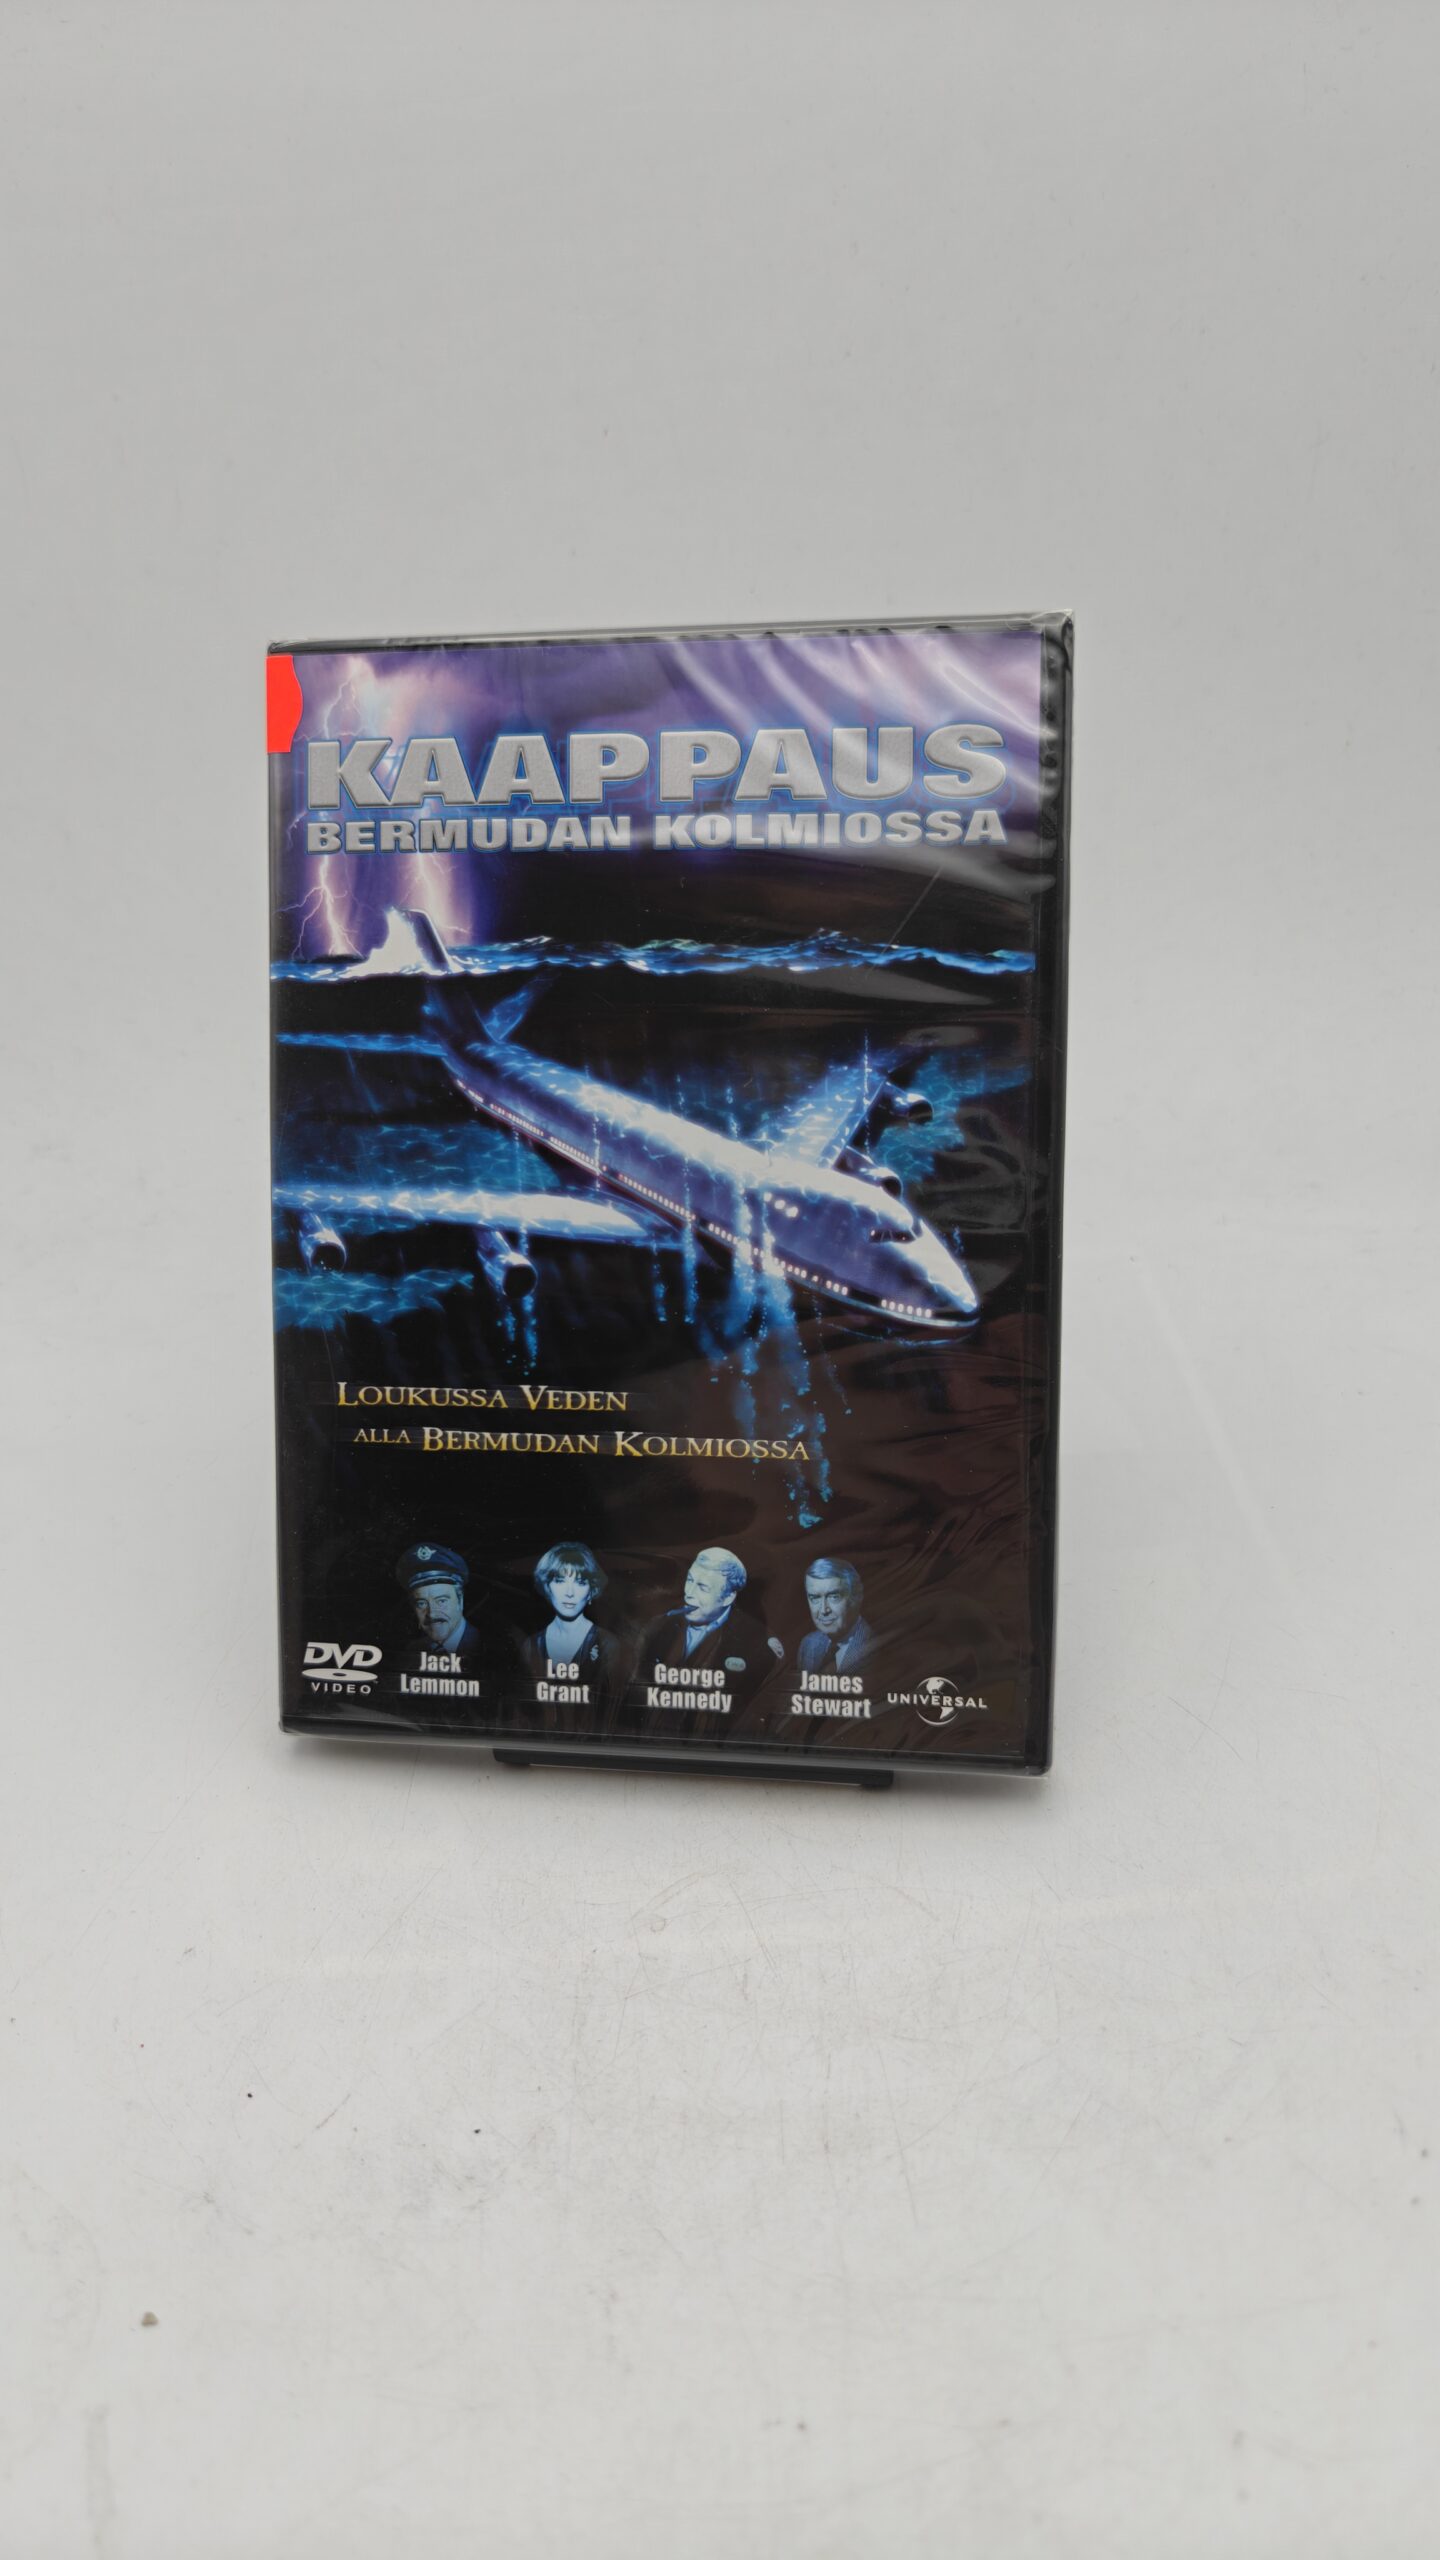 KAAPPAUS
BERMUDAN KOLMIOSSA
LOUKUSSA VEDEN
ALLA BERMUDAN KOLMIOSSA
DVD
VIDEO
Jack
Lemmon
Lee
Grant
George
Kennedy
James
Stewart
UNIVERSAL